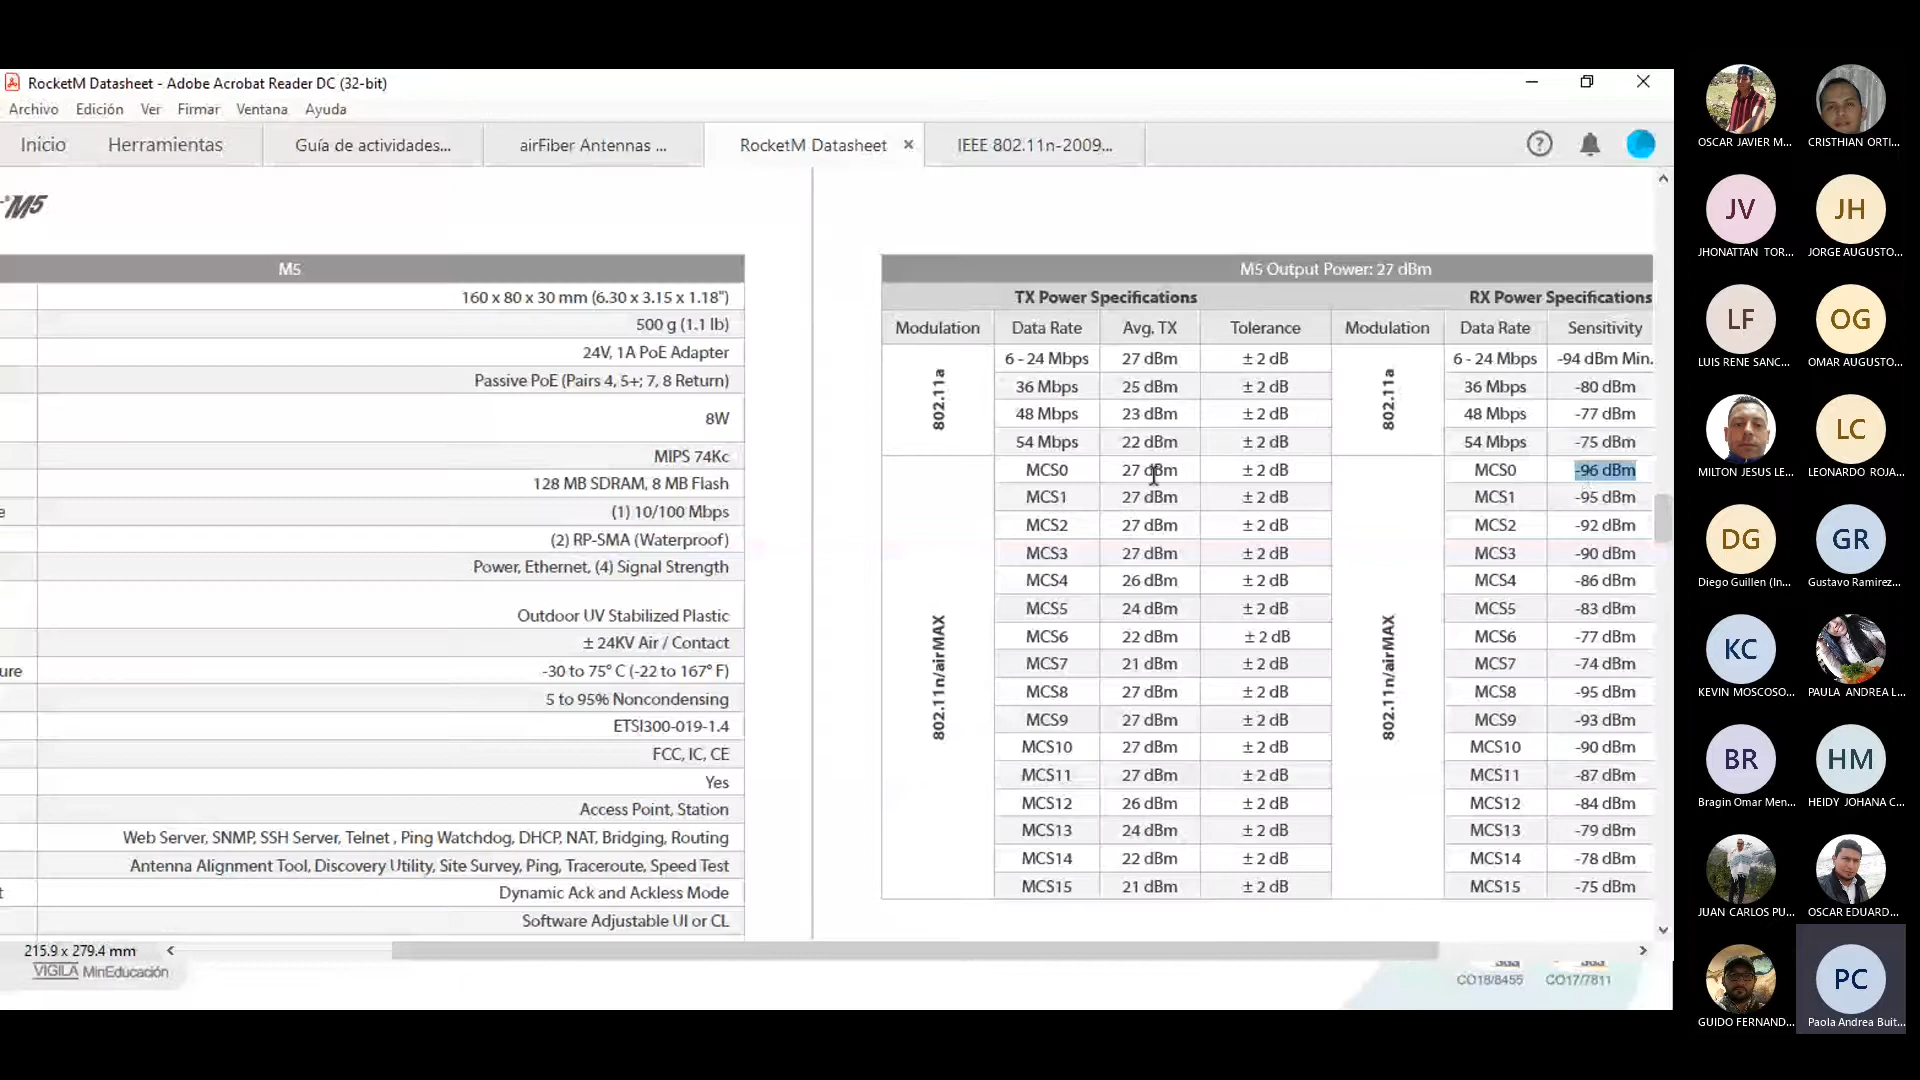 RocketM Datasheet - Adobe Acrobat Reader DC (32-bit)
Archivo Edición Ver Firmar Ventana Ayuda
Inicio Herramientas Guía de actividades... airFiber Antennas ... RocketM Datasheet × IEEE 802.11n-2009... ?
M5
M5
160 x 80 x 30 mm (6.30 x 3.15 x 1.18")
500 g (1.1 lb)
24V, 1A PoE Adapter
Passive PoE (Pairs 4, 5+; 7, 8 Return)
8W
MIPS 74Kc
128 MB SDRAM, 8 MB Flash
e (1) 10/100 Mbps
(2) RP-SMA (Waterproof)
Power, Ethernet, (4) Signal Strength
Outdoor UV Stabilized Plastic
± 24KV Air / Contact
ure -30 to 75° C (-22 to 167° F)
5 to 95% Noncondensing
ETSI300-019-1.4
FCC, IC, CE
Yes
Access Point, Station
Web Server, SNMP, SSH Server, Telnet , Ping Watchdog, DHCP, NAT, Bridging, Routing
Antenna Alignment Tool, Discovery Utility, Site Survey, Ping, Traceroute, Speed Test
t Dynamic Ack and Ackless Mode
Software Adjustable UI or CL
M5 Output Power: 27 dBm
TX Power Specifications RX Power Specifications
Modulation Data Rate Avg. TX Tolerance Modulation Data Rate Sensitivity
802.11a 802.11a
6 - 24 Mbps 27 dBm ± 2 dB 6 - 24 Mbps -94 dBm Min.
36 Mbps 25 dBm ± 2 dB 36 Mbps -80 dBm
48 Mbps 23 dBm ± 2 dB 48 Mbps -77 dBm
54 Mbps 22 dBm ± 2 dB 54 Mbps -75 dBm
802.11n/airMAX 802.11n/airMAX
MCS0 27 dBm ± 2 dB MCS0 -96 dBm
MCS1 27 dBm ± 2 dB MCS1 -95 dBm
MCS2 27 dBm ± 2 dB MCS2 -92 dBm
MCS3 27 dBm ± 2 dB MCS3 -90 dBm
MCS4 26 dBm ± 2 dB MCS4 -86 dBm
MCS5 24 dBm ± 2 dB MCS5 -83 dBm
MCS6 22 dBm ± 2 dB MCS6 -77 dBm
MCS7 21 dBm ± 2 dB MCS7 -74 dBm
MCS8 27 dBm ± 2 dB MCS8 -95 dBm
MCS9 27 dBm ± 2 dB MCS9 -93 dBm
MCS10 27 dBm ± 2 dB MCS10 -90 dBm
MCS11 27 dBm ± 2 dB MCS11 -87 dBm
MCS12 26 dBm ± 2 dB MCS12 -84 dBm
MCS13 24 dBm ± 2 dB MCS13 -79 dBm
MCS14 22 dBm ± 2 dB MCS14 -78 dBm
MCS15 21 dBm ± 2 dB MCS15 -75 dBm
215.9 x 279.4 mm
VIGILA MinEducación
CO18/8455 CO17/7811
OSCAR JAVIER M... CRISTHIAN ORTI...
JV JH
JHONATTAN TOR... JORGE AUGUSTO...
LF OG
LUIS RENE SANC... OMAR AUGUSTO...
LC
MILTON JESUS LE... LEONARDO ROJA...
DG GR
Diego Guillen (In... Gustavo Ramirez...
KC
KEVIN MOSCOSO... PAULA ANDREA L...
BR HM
Bragin Omar Men... HEIDY JOHANA C...
JUAN CARLOS PU... OSCAR EDUARD...
PC
GUIDO FERNAND... Paola Andrea Buit...